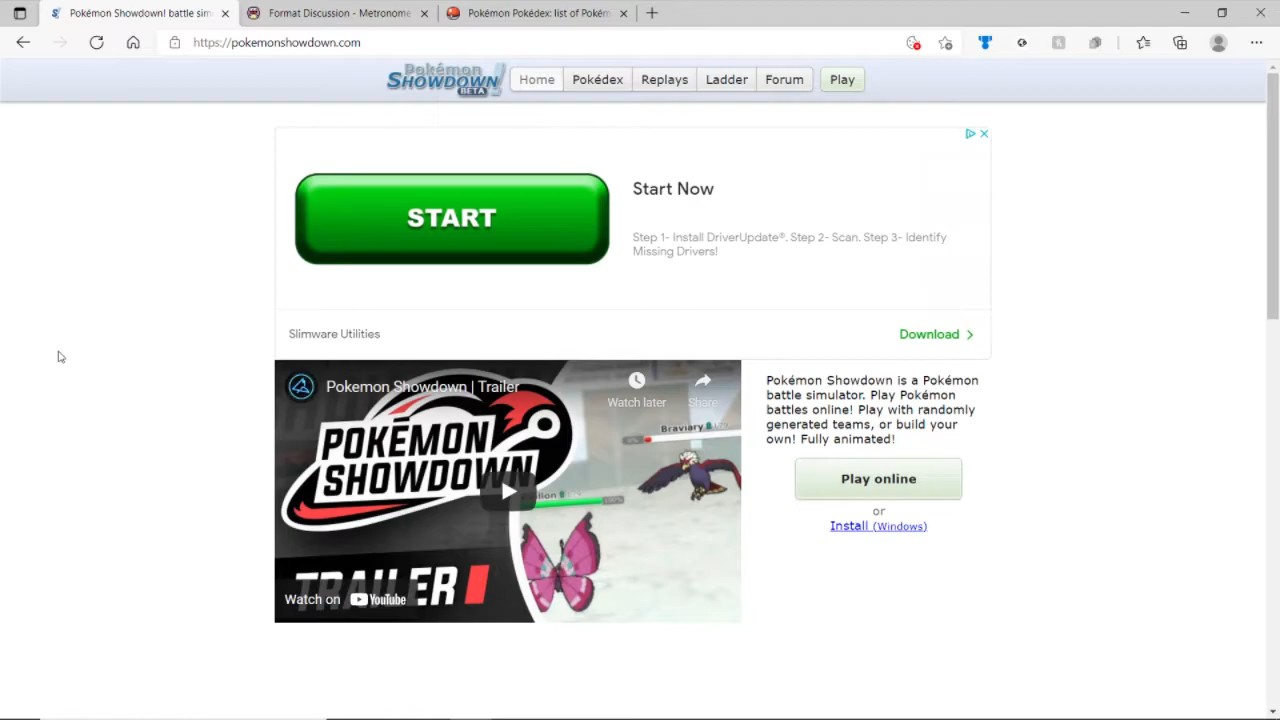 Pokémon Showdown! battle sim
Format Discussion - Metronome
Pokémon Pokédex: list of Pokém
https://pokemonshowdown.com
Pokémon
SHOWDOWN!
BETA
Home
Pokédex
Replays
Ladder
Forum
Play
START
Start Now
Step 1- Install DriverUpdate®. Step 2- Scan. Step 3- Identify
Missing Drivers!
Slimware Utilities
Download
Pokemon Showdown | Trailer
Watch later
Share
Braviary
POKÉMON
SHOWDOWN
TRAILER
Watch on YouTube
Pokémon Showdown is a Pokémon
battle simulator. Play Pokémon
battles online! Play with randomly
generated teams, or build your
own! Fully animated!
Play online
or
Install (Windows)